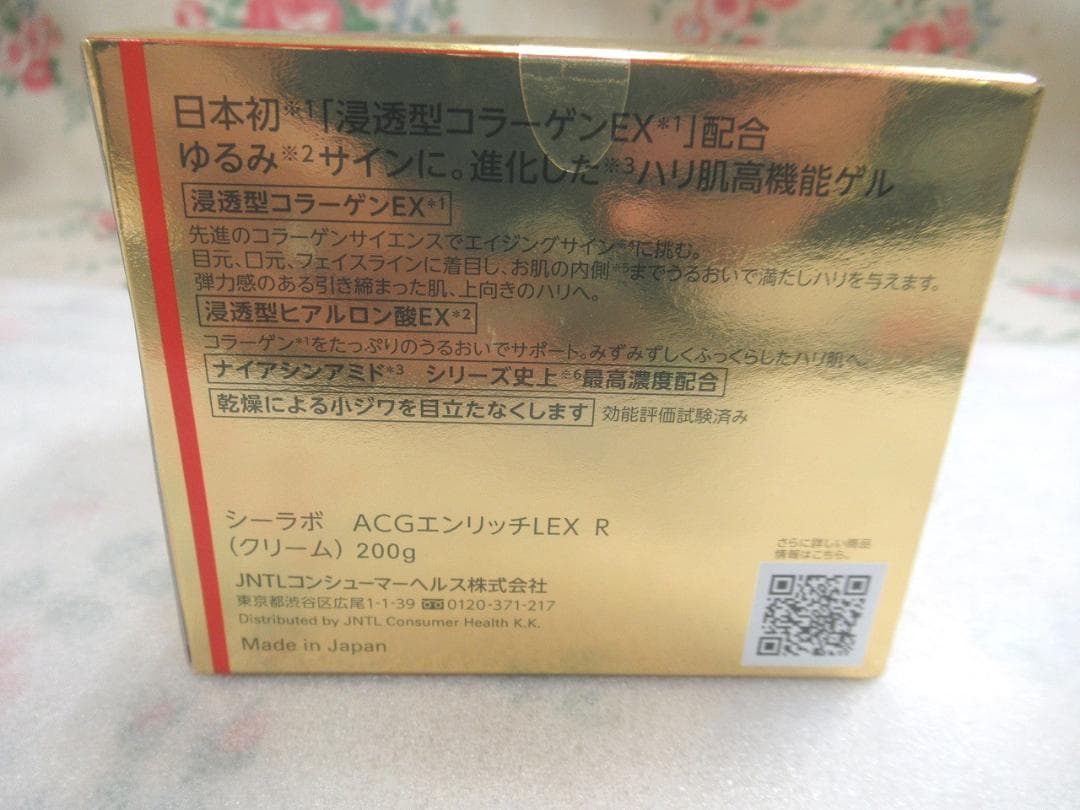 日本初※1「浸透型コラーゲンEX*1」配合
ゆるみ※2サインに。進化した※3ハリ肌高機能ゲル
浸透型コラーゲンEX*1
先進のコラーゲンサイエンスでエイジングサイン※4に挑む。
目元、口元、フェイスラインに着目し、お肌の内側※5までうるおいで満たしハリを与えます。
弾力感のある引き締まった肌、上向きのハリへ。
浸透型ヒアルロン酸EX*2
コラーゲン*1をたっぷりのうるおいでサポート。みずみずしくふっくらしたハリ肌へ。
ナイアシンアミド*3 シリーズ史上※6最高濃度配合
乾燥による小ジワを目立たなくします 効能評価試験済み
シーラボ ACGエンリッチLEX R
（クリーム）200g
さらに詳しい商品
情報はこちら。
JNTLコンシューマーヘルス株式会社
東京都渋谷区広尾1-1-39 0120-371-217
Distributed by JNTL Consumer Health K.K.
Made in Japan